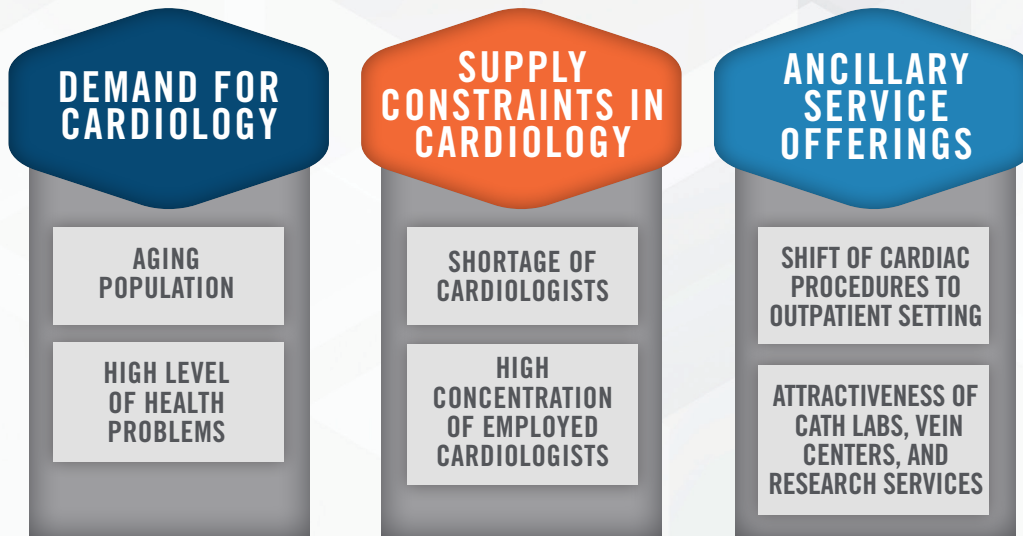 DEMAND FOR
CARDIOLOGY
AGING
POPULATION
HIGH LEVEL
OF HEALTH
PROBLEMS
SUPPLY
CONSTRAINTS IN
CARDIOLOGY
SHORTAGE OF
CARDIOLOGISTS
HIGH
CONCENTRATION
OF EMPLOYED
CARDIOLOGISTS
ANCILLARY
SERVICE
OFFERINGS
SHIFT OF CARDIAC
PROCEDURES TO
OUTPATIENT SETTING
ATTRACTIVENESS OF
CATH LABS, VEIN
CENTERS, AND
RESEARCH SERVICES